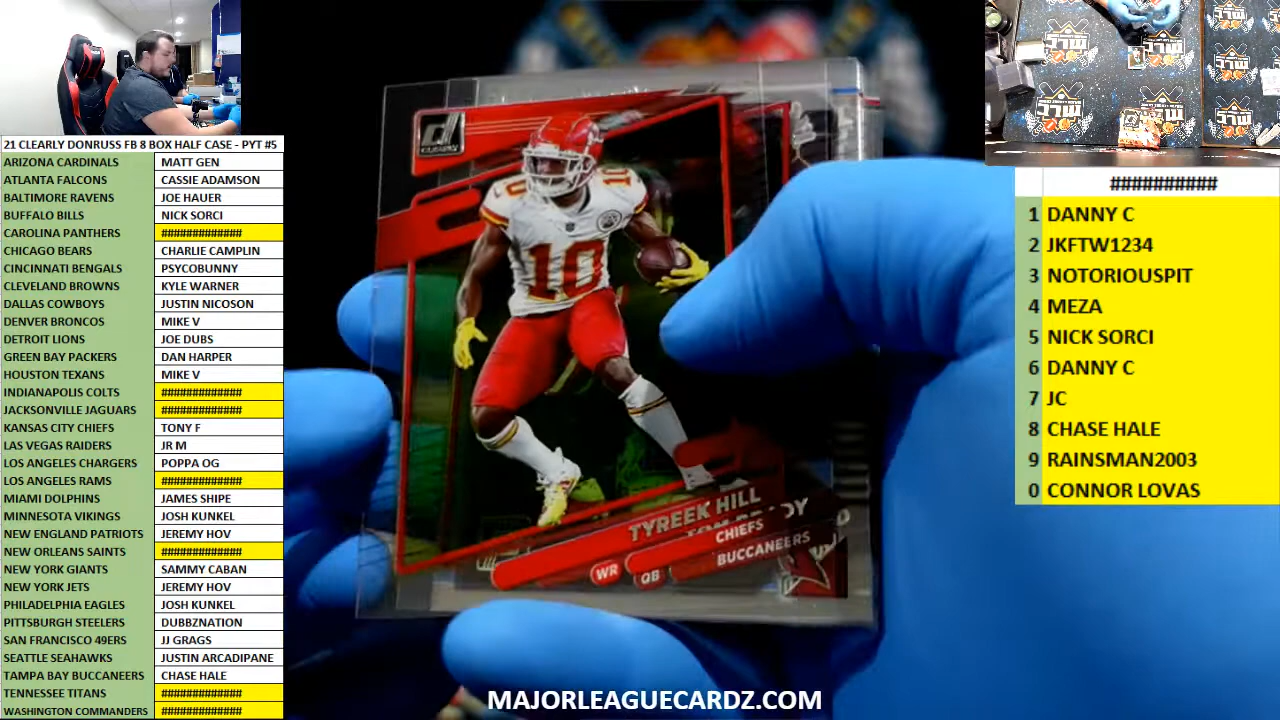 21 CLEARLY DONRUSS FB 8 BOX HALF CASE - PYT #5
ARIZONA CARDINALS MATT GEN
ATLANTA FALCONS CASSIE ADAMSON
BALTIMORE RAVENS JOE HAUER
BUFFALO BILLS NICK SORCI
CAROLINA PANTHERS #############
CHICAGO BEARS CHARLIE CAMPLIN
CINCINNATI BENGALS PSYCOBUNNY
CLEVELAND BROWNS KYLE WARNER
DALLAS COWBOYS JUSTIN NICOSON
DENVER BRONCOS MIKE V
DETROIT LIONS JOE DUBS
GREEN BAY PACKERS DAN HARPER
HOUSTON TEXANS MIKE V
INDIANAPOLIS COLTS #############
JACKSONVILLE JAGUARS #############
KANSAS CITY CHIEFS TONY F
LAS VEGAS RAIDERS JR M
LOS ANGELES CHARGERS POPPA OG
LOS ANGELES RAMS #############
MIAMI DOLPHINS JAMES SHIPE
MINNESOTA VIKINGS JOSH KUNKEL
NEW ENGLAND PATRIOTS JEREMY HOV
NEW ORLEANS SAINTS #############
NEW YORK GIANTS SAMMY CABAN
NEW YORK JETS JEREMY HOV
PHILADELPHIA EAGLES JOSH KUNKEL
PITTSBURGH STEELERS DUBBZNATION
SAN FRANCISCO 49ERS JJ GRAGS
SEATTLE SEAHAWKS JUSTIN ARCADIPANE
TAMPA BAY BUCCANEERS CHASE HALE
TENNESSEE TITANS #############
WASHINGTON COMMANDERS #############
d
CLEARLY
10
10
10
TYREEK HILL
TOM BRADY
CHIEFS
BUCCANEERS
WR
QB
MAJORLEAGUECARDZ.COM
##########
1 DANNY C
2 JKFTW1234
3 NOTORIOUSPIT
4 MEZA
5 NICK SORCI
6 DANNY C
7 JC
8 CHASE HALE
9 RAINSMAN2003
0 CONNOR LOVAS